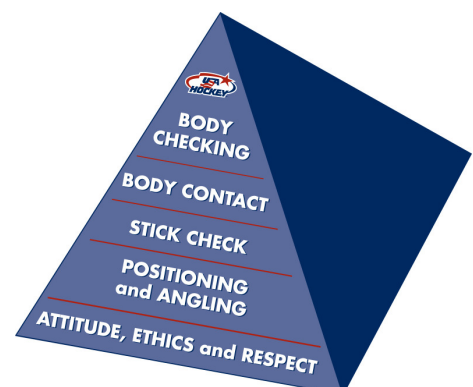 USA
HOCKEY
BODY
CHECKING
BODY CONTACT
STICK CHECK
POSITIONING
and ANGLING
ATTITUDE, ETHICS and RESPECT